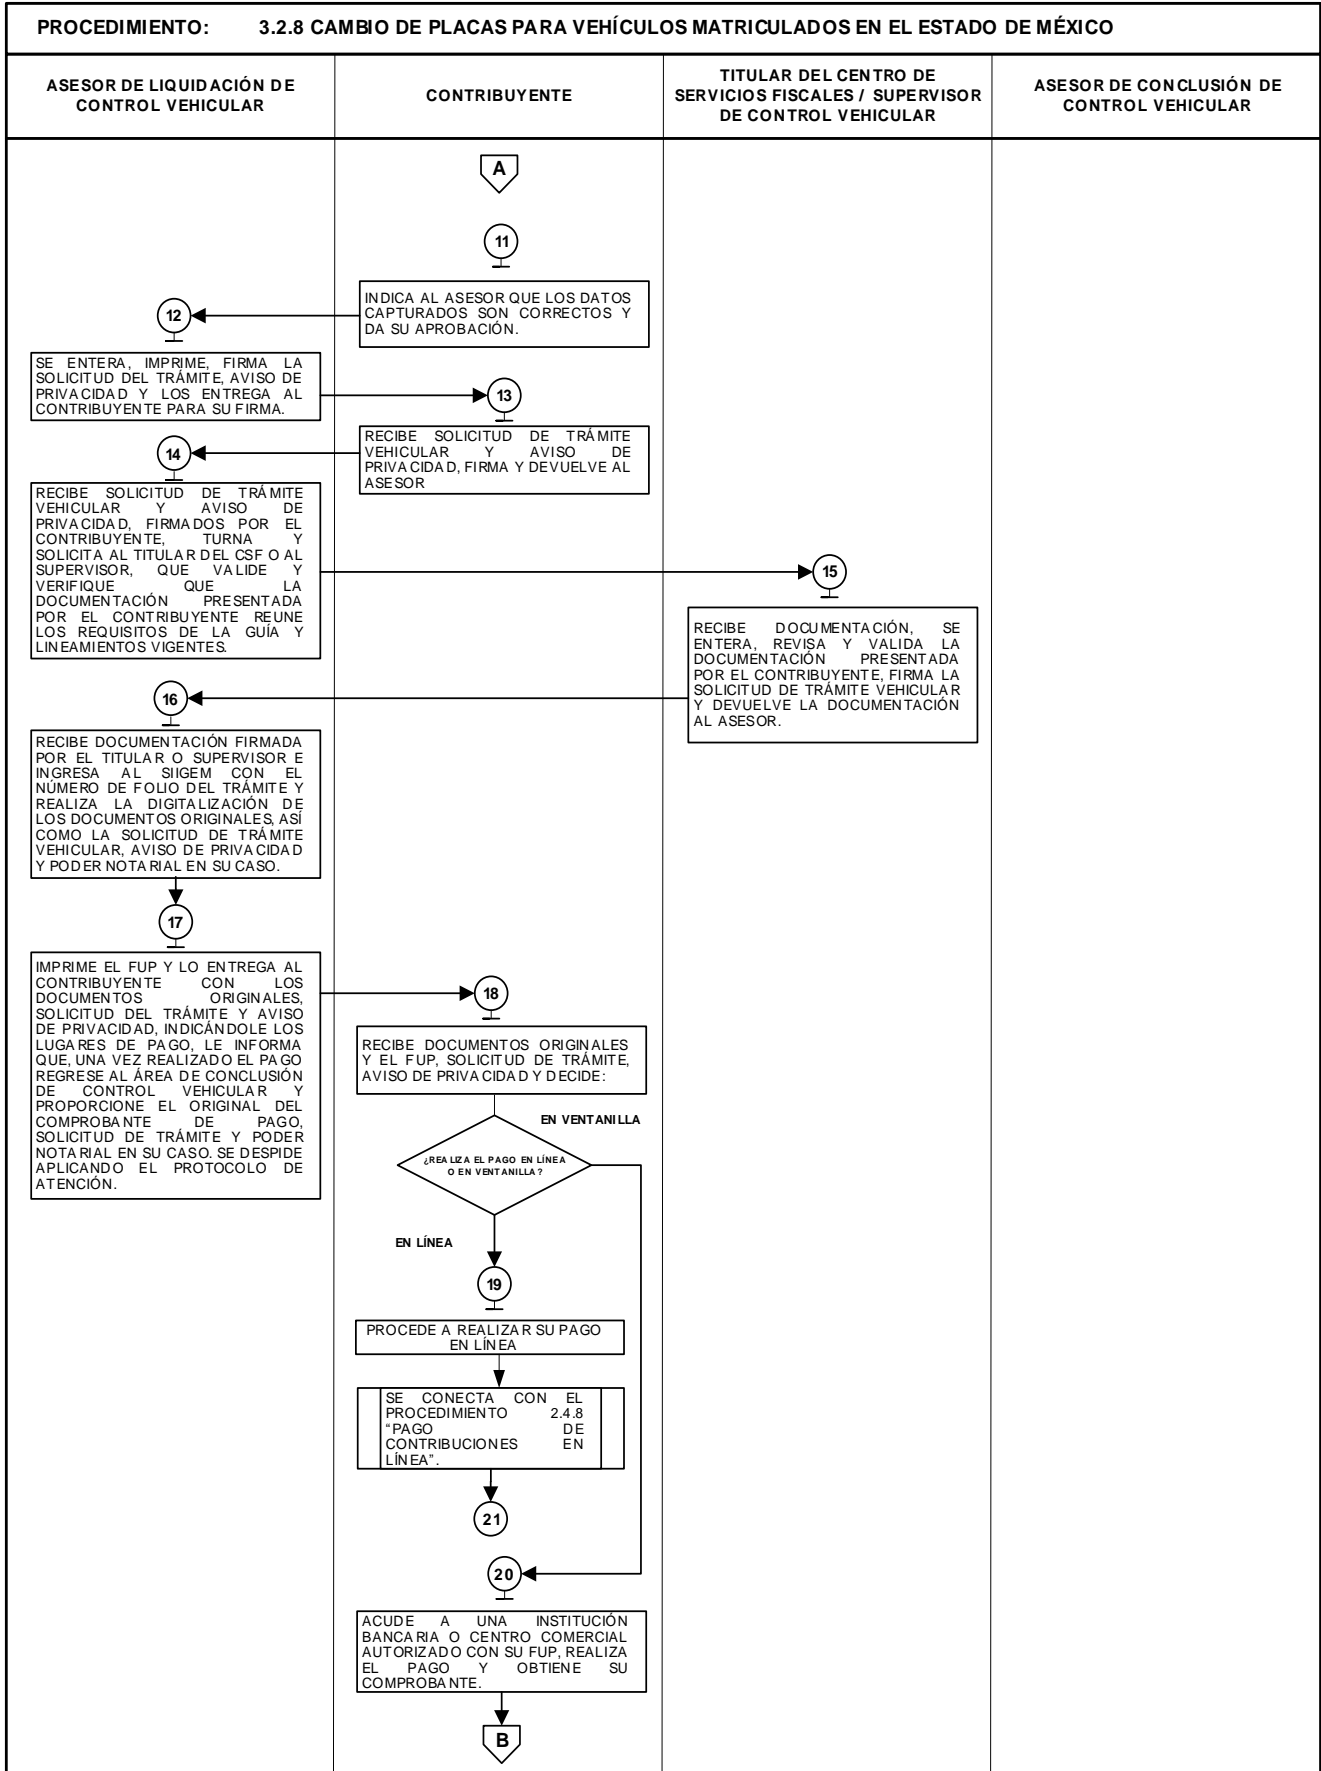 PROCEDIMIENTO: 3.2.8 CAMBIO DE PLACAS PARA VEHÍCULOS MATRICULADOS EN EL ESTADO DE MÉXICO
ASESOR DE LIQUIDACIÓN DE
CONTROL VEHICULAR
CONTRIBUYENTE
TITULAR DEL CENTRO DE
SERVICIOS FISCALES / SUPERVISOR
DE CONTROL VEHICULAR
ASESOR DE CONCLUSIÓN DE
CONTROL VEHICULAR
A
11
INDICA AL ASESOR QUE LOS DATOS
CAPTURADOS SON CORRECTOS Y
DA SU APROBACIÓN.
12
SE ENTERA, IMPRIME, FIRMA LA
SOLICITUD DEL TRÁMITE, AVISO DE
PRIVACIDAD Y LOS ENTREGA AL
CONTRIBUYENTE PARA SU FIRMA.
13
RECIBE SOLICITUD DE TRÁMITE
VEHICULAR Y AVISO DE
PRIVACIDAD, FIRMA Y DEVUELVE AL
ASESOR
14
RECIBE SOLICITUD DE TRÁMITE
VEHICULAR Y AVISO DE
PRIVACIDAD, FIRMADOS POR EL
CONTRIBUYENTE, TURNA Y
SOLICITA AL TITULAR DEL CSF O AL
SUPERVISOR, QUE VALIDE Y
VERIFIQUE QUE LA
DOCUMENTACIÓN PRESENTADA
POR EL CONTRIBUYENTE REUNE
LOS REQUISITOS DE LA GUÍA Y
LINEAMIENTOS VIGENTES.
15
RECIBE DOCUMENTACIÓN, SE
ENTERA, REVISA Y VALIDA LA
DOCUMENTACIÓN PRESENTADA
POR EL CONTRIBUYENTE, FIRMA LA
SOLICITUD DE TRÁMITE VEHICULAR
Y DEVUELVE LA DOCUMENTACIÓN
AL ASESOR.
16
RECIBE DOCUMENTACIÓN FIRMADA
POR EL TITULAR O SUPERVISOR E
INGRESA AL SIIGEM CON EL
NÚMERO DE FOLIO DEL TRÁMITE Y
REALIZA LA DIGITALIZACIÓN DE
LOS DOCUMENTOS ORIGINALES, ASÍ
COMO LA SOLICITUD DE TRÁMITE
VEHICULAR, AVISO DE PRIVACIDAD
Y PODER NOTARIAL EN SU CASO.
17
IMPRIME EL FUP Y LO ENTREGA AL
CONTRIBUYENTE CON LOS
DOCUMENTOS ORIGINALES,
SOLICITUD DEL TRÁMITE Y AVISO
DE PRIVACIDAD, INDICÁNDOLE LOS
LUGARES DE PAGO, LE INFORMA
QUE, UNA VEZ REALIZADO EL PAGO
REGRESE AL ÁREA DE CONCLUSIÓN
DE CONTROL VEHICULAR Y
PROPORCIONE EL ORIGINAL DEL
COMPROBANTE DE PAGO,
SOLICITUD DE TRÁMITE Y PODER
NOTARIAL EN SU CASO. SE DESPIDE
APLICANDO EL PROTOCOLO DE
ATENCIÓN.
18
RECIBE DOCUMENTOS ORIGINALES
Y EL FUP, SOLICITUD DE TRÁMITE,
AVISO DE PRIVACIDAD Y DECIDE:
EN VENTANILLA
¿REALIZA EL PAGO EN LÍNEA
O EN VENTANILLA?
EN LÍNEA
19
PROCEDE A REALIZAR SU PAGO
EN LÍNEA
SE CONECTA CON EL
PROCEDIMIENTO 2.4.8
“PAGO DE
CONTRIBUCIONES EN
LÍNEA”.
21
20
ACUDE A UNA INSTITUCIÓN
BANCARIA O CENTRO COMERCIAL
AUTORIZADO CON SU FUP, REALIZA
EL PAGO Y OBTIENE SU
COMPROBANTE.
B